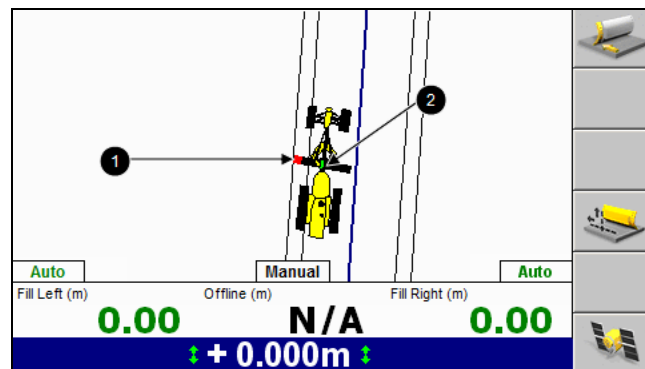 2
1
Auto
Manual
Auto
Fill Left (m)
Offline (m)
Fill Right (m)
0.00
N/A
0.00
+ 0.000m